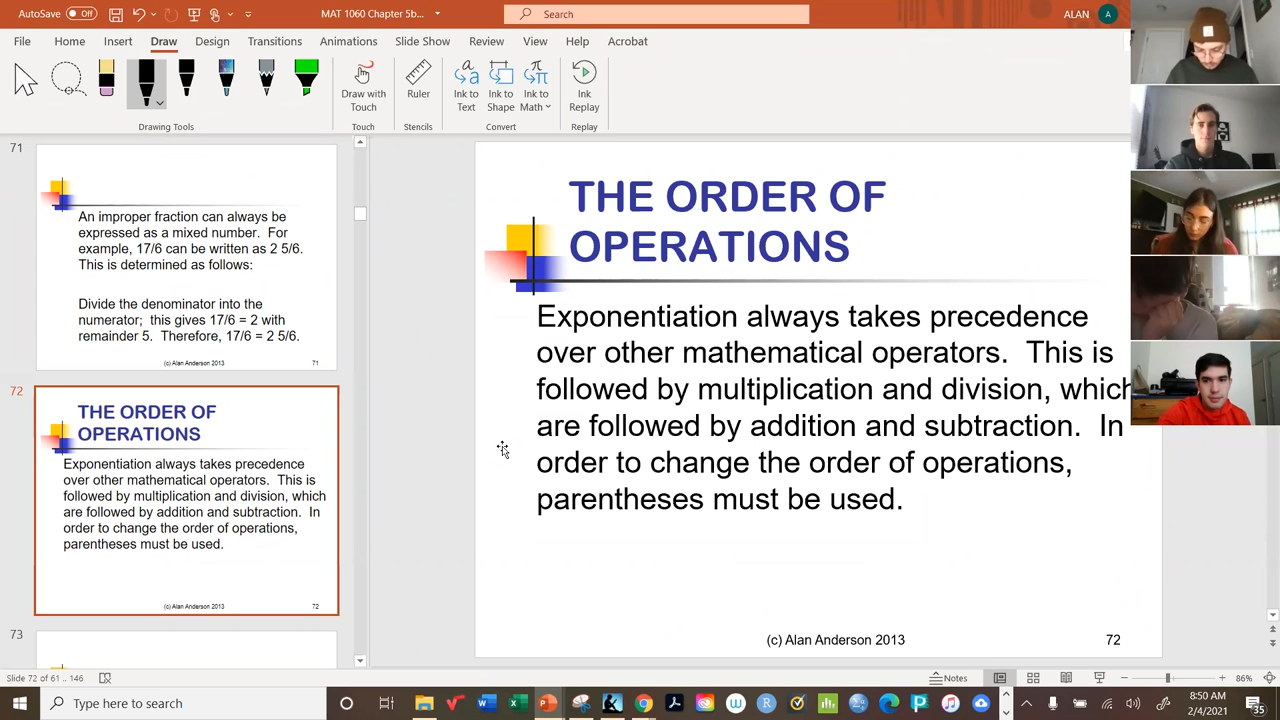 AutoSave Off
MAT 1060 Chapter 5b...
Search
ALAN
A
File Home Insert Draw Design Transitions Animations Slide Show Review View Help Acrobat
Draw with Touch
Ruler
Ink to Text
Ink to Shape
Ink to Math
Ink Replay
Drawing Tools
Touch
Stencils
Convert
Replay
71
An improper fraction can always be
expressed as a mixed number. For
example, 17/6 can be written as 2 5/6.
This is determined as follows:
Divide the denominator into the
numerator; this gives 17/6 = 2 with
remainder 5. Therefore, 17/6 = 2 5/6.
(c) Alan Anderson 2013
71
72
THE ORDER OF
OPERATIONS
Exponentiation always takes precedence
over other mathematical operators. This is
followed by multiplication and division, which
are followed by addition and subtraction. In
order to change the order of operations,
parentheses must be used.
(c) Alan Anderson 2013
72
73
THE ORDER OF
OPERATIONS
Exponentiation always takes precedence
over other mathematical operators. This is
followed by multiplication and division, which
are followed by addition and subtraction. In
order to change the order of operations,
parentheses must be used.
(c) Alan Anderson 2013
72
Slide 72 of 61 .. 146
Notes
86%
Type here to search
8:50 AM
2/4/2021
35